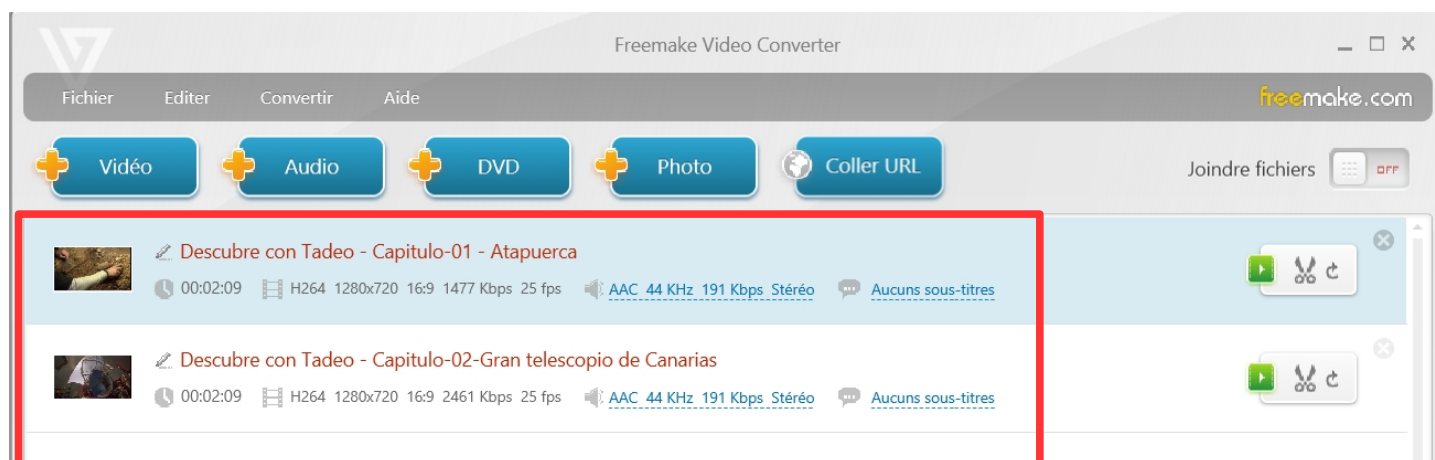 Freemake Video Converter
Fichier Editer Convertir Aide
freemake.com
Vidéo Audio DVD Photo Coller URL
Joindre fichiers OFF
Descubre con Tadeo - Capitulo-01 - Atapuerca
00:02:09 H264 1280x720 16:9 1477 Kbps 25 fps AAC 44 KHz 191 Kbps Stéréo Aucuns sous-titres
Descubre con Tadeo - Capitulo-02-Gran telescopio de Canarias
00:02:09 H264 1280x720 16:9 2461 Kbps 25 fps AAC 44 KHz 191 Kbps Stéréo Aucuns sous-titres